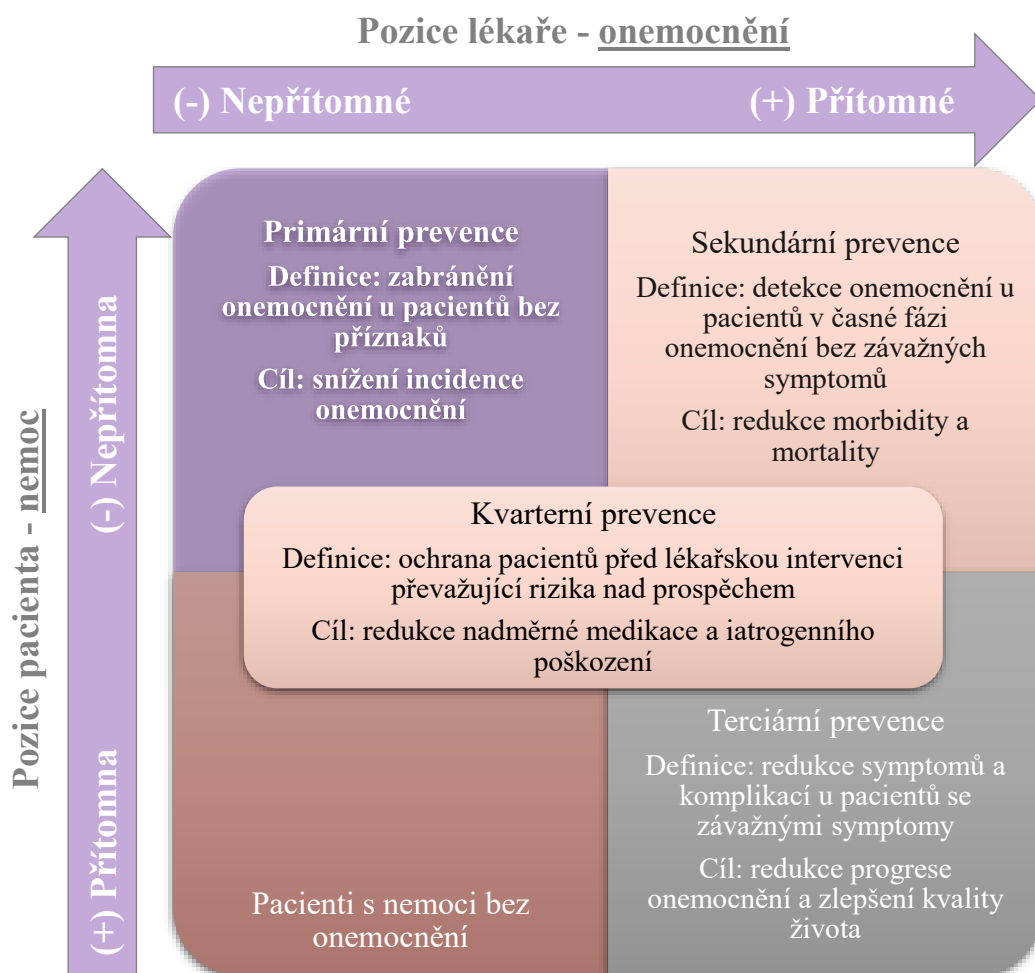 Pozice lékaře - onemocnění
(-) Nepřítomné
(+) Přítomné
Pozice pacienta - nemoc
(-) Nepřítomna
(+) Přítomna
Primární prevence
Definice: zabránění
onemocnění u pacientů bez
příznaků
Cíl: snížení incidence
onemocnění
Sekundární prevence
Definice: detekce onemocnění u
pacientů v časné fázi
onemocnění bez závažných
symptomů
Cíl: redukce morbidity a
mortality
Kvarterní prevence
Definice: ochrana pacientů před lékařskou intervenci
převažující rizika nad prospěchem
Cíl: redukce nadměrné medikace a iatrogenního
poškození
Pacienti s nemoci bez
onemocnění
Terciární prevence
Definice: redukce symptomů a
komplikací u pacientů se
závažnými symptomy
Cíl: redukce progrese
onemocnění a zlepšení kvality
života